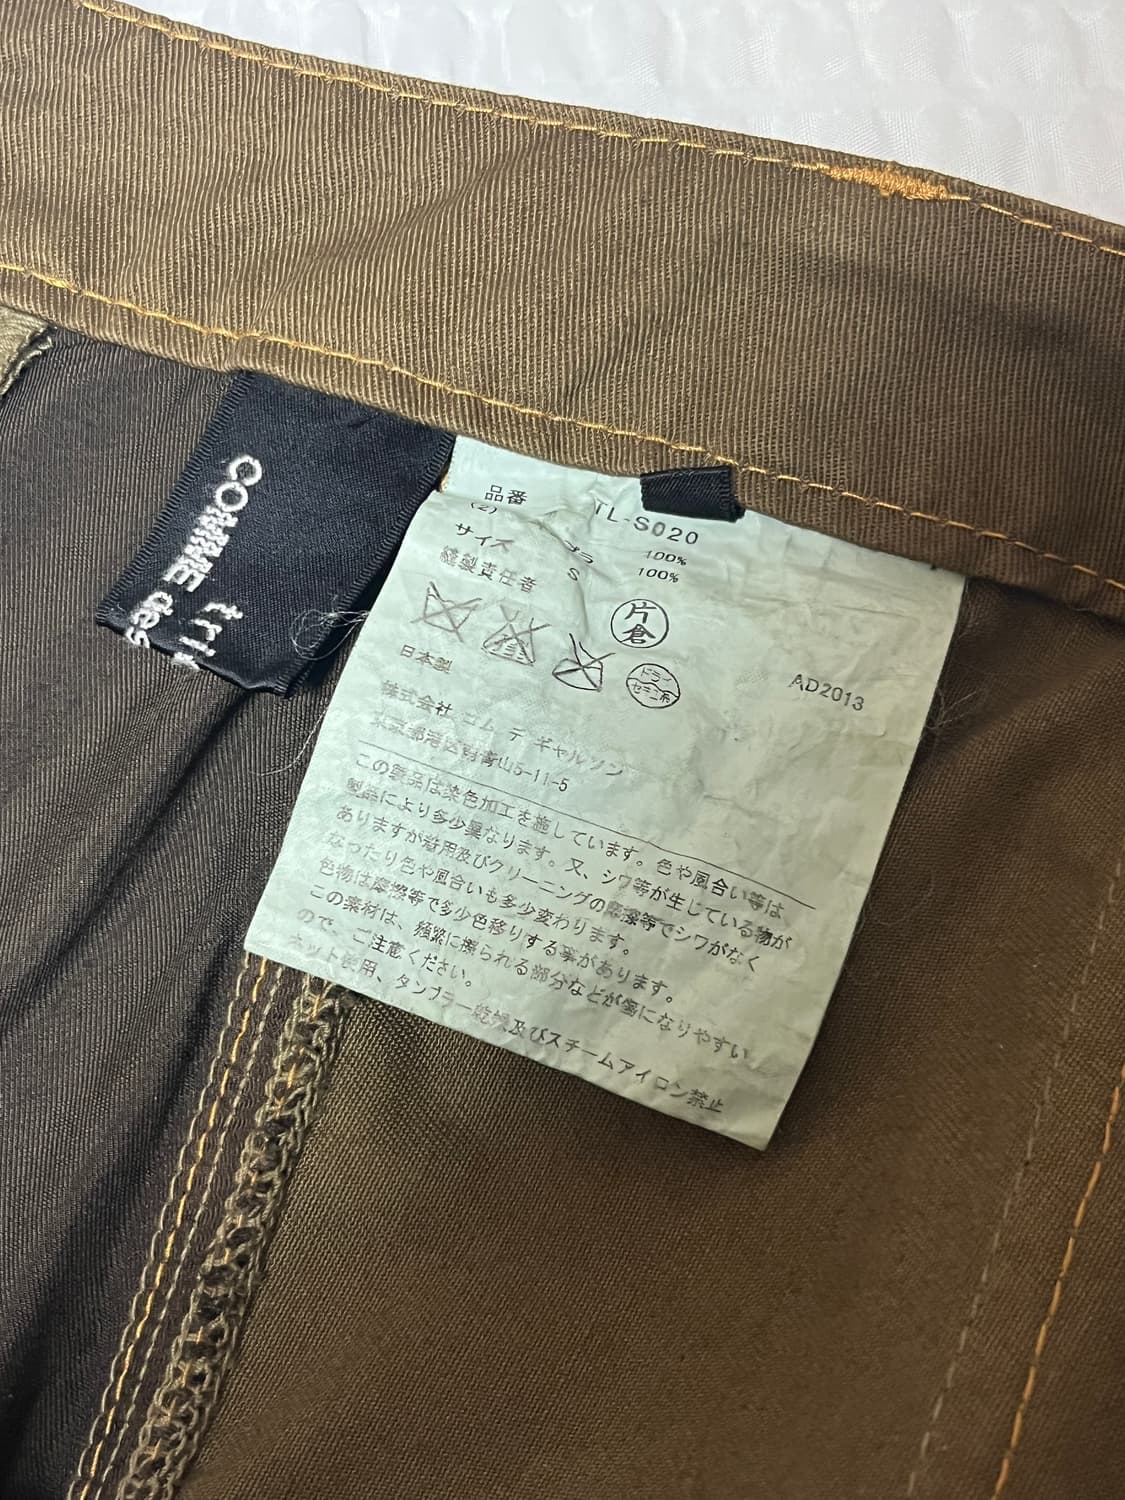 COMME des
tri
品番 TL-S020
(2)
100%
サイズ S 100%
縫製責任者
片倉
ドライ
セキユ系
日本製
AD2013
株式会社 コム デ ギャルソン
東京都港区南青山5-11-5
この製品は染色加工を施しています。色や風合い等は
製品により多少異なります。又、シワ等が生じている物が
ありますが着用及びクリーニングの摩擦等でシワがなく
なったり色や風合いも多少変わります。
色物は摩擦等で多少色移りする事があります。
この素材は、頻繁に擦られる部分などが傷になりやすい
ので、ご注意ください。
ネット使用、タンブラー乾燥及びスチームアイロン禁止